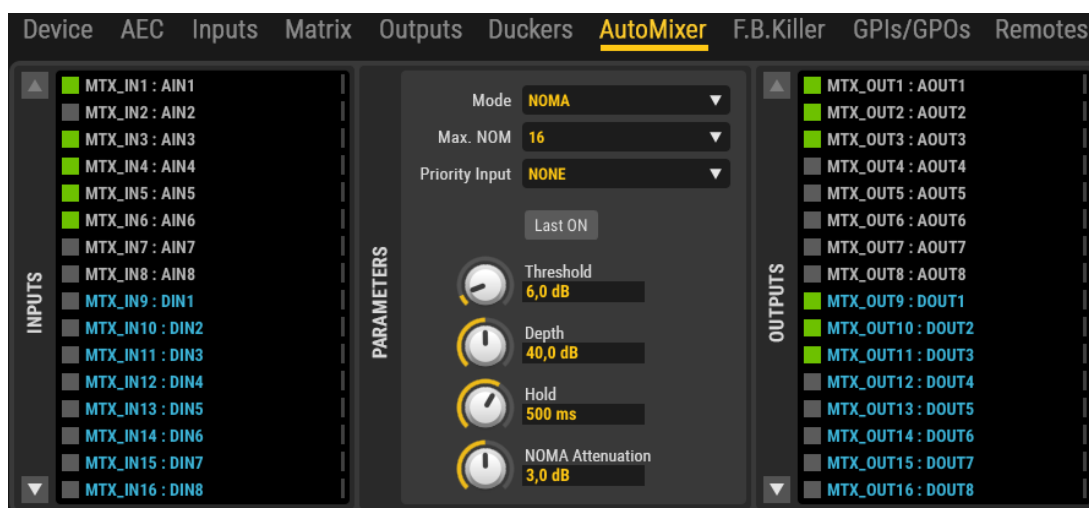 Device AEC Inputs Matrix Outputs Duckers AutoMixer F.B.Killer GPIs/GPOs Remotes
INPUTS
MTX_IN1 : AIN1
MTX_IN2 : AIN2
MTX_IN3 : AIN3
MTX_IN4 : AIN4
MTX_IN5 : AIN5
MTX_IN6 : AIN6
MTX_IN7 : AIN7
MTX_IN8 : AIN8
MTX_IN9 : DIN1
MTX_IN10 : DIN2
MTX_IN11 : DIN3
MTX_IN12 : DIN4
MTX_IN13 : DIN5
MTX_IN14 : DIN6
MTX_IN15 : DIN7
MTX_IN16 : DIN8
PARAMETERS
Mode NOMA
Max. NOM 16
Priority Input NONE
Last ON
Threshold
6,0 dB
Depth
40,0 dB
Hold
500 ms
NOMA Attenuation
3,0 dB
OUTPUTS
MTX_OUT1 : AOUT1
MTX_OUT2 : AOUT2
MTX_OUT3 : AOUT3
MTX_OUT4 : AOUT4
MTX_OUT5 : AOUT5
MTX_OUT6 : AOUT6
MTX_OUT7 : AOUT7
MTX_OUT8 : AOUT8
MTX_OUT9 : DOUT1
MTX_OUT10 : DOUT2
MTX_OUT11 : DOUT3
MTX_OUT12 : DOUT4
MTX_OUT13 : DOUT5
MTX_OUT14 : DOUT6
MTX_OUT15 : DOUT7
MTX_OUT16 : DOUT8